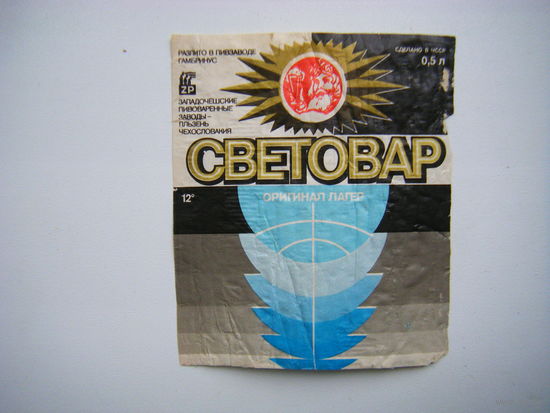 РАЗЛИТО В ПИВЗАВОДЕ
ГАМБРИНУС
СДЕЛАНО В ЧССР
0,5 л
ZP
ЗАПАДОЧЕШСКИЕ
ПИВОВАРЕННЫЕ
ЗАВОДЫ –
ПЛЬЗЕНЬ
ЧЕХОСЛОВАКИЯ
СВЕТОВАР
12°
ОРИГИНАЛ ЛАГЕР